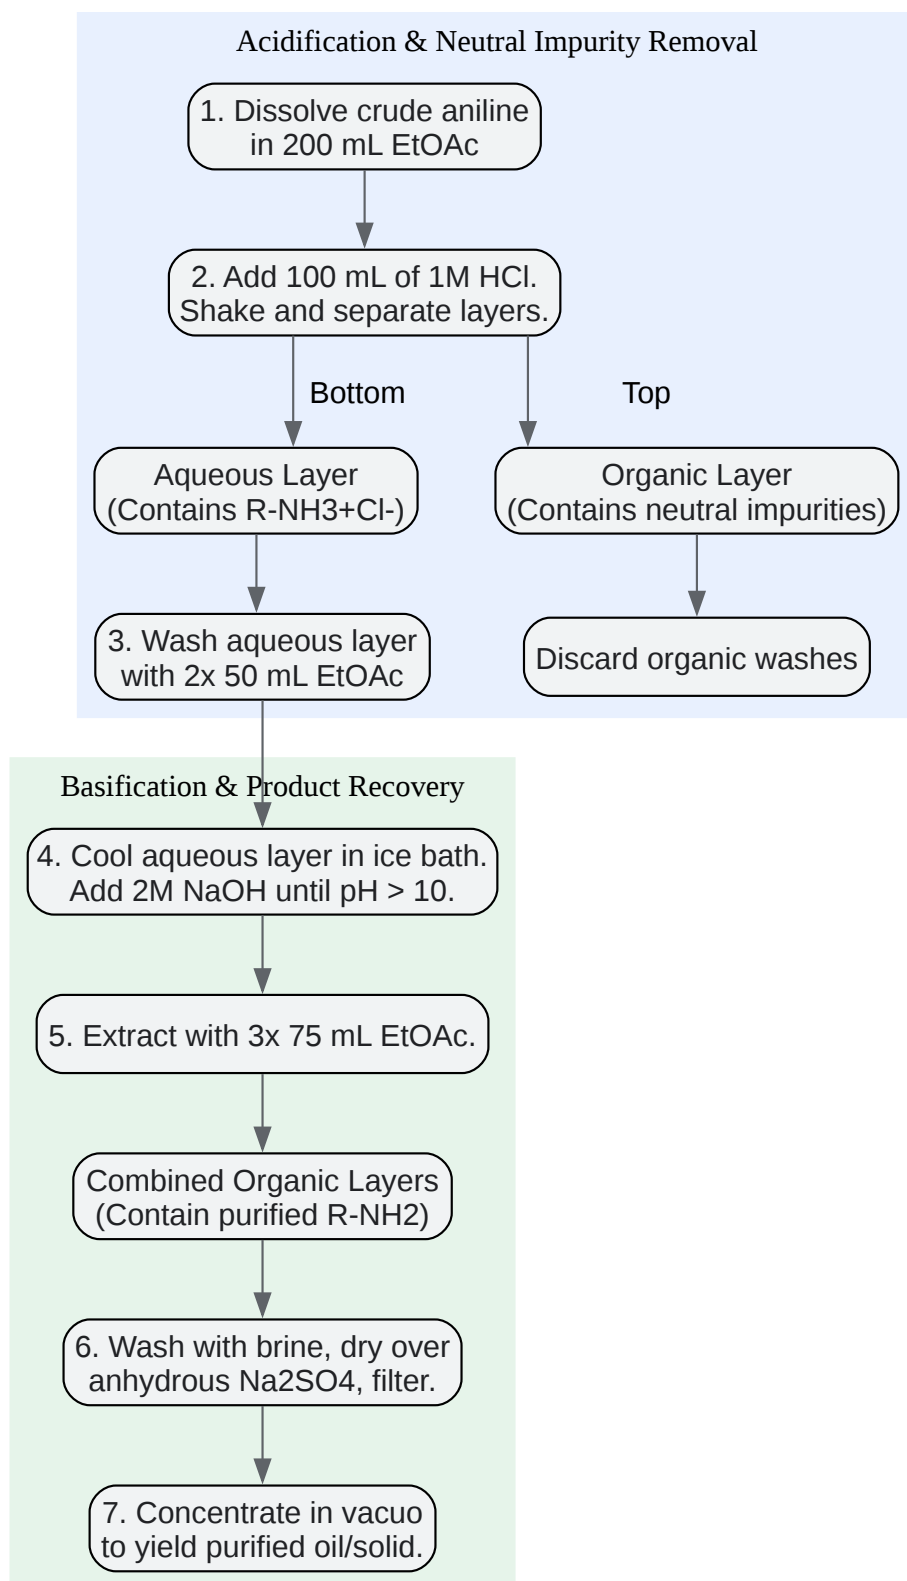 Acidification & Neutral Impurity Removal
1. Dissolve crude aniline
in 200 mL EtOAc
2. Add 100 mL of 1M HCl.
Shake and separate layers.
Bottom
Top
Aqueous Layer
(Contains R-NH3+Cl-)
Organic Layer
(Contains neutral impurities)
3. Wash aqueous layer
with 2x 50 mL EtOAc
Discard organic washes
Basification & Product Recovery
4. Cool aqueous layer in ice bath.
Add 2M NaOH until pH > 10.
5. Extract with 3x 75 mL EtOAc.
Combined Organic Layers
(Contain purified R-NH2)
6. Wash with brine, dry over
anhydrous Na2SO4, filter.
7. Concentrate in vacuo
to yield purified oil/solid.